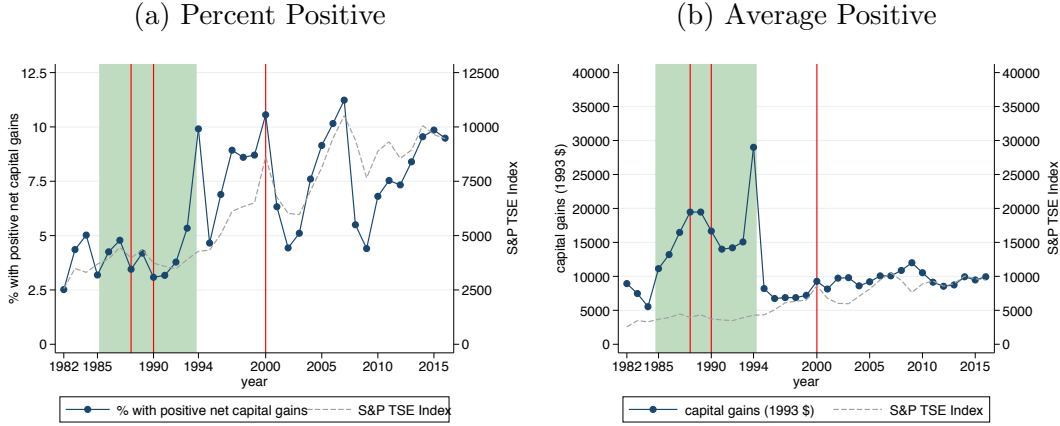 (a) Percent Positive
12.5
10
7.5
5
2.5
0
% with positive net capital gains
12500
10000
7500
5000
2500
0
S&P TSE Index
1982 1985 1990 1994 2000 2005 2010 2015
year
% with positive net capital gains S&P TSE Index
(b) Average Positive
40000
35000
30000
25000
20000
15000
10000
5000
0
capital gains (1993 $)
40000
35000
30000
25000
20000
15000
10000
5000
0
S&P TSE Index
1982 1985 1990 1994 2000 2005 2010 2015
year
capital gains (1993 $) S&P TSE Index